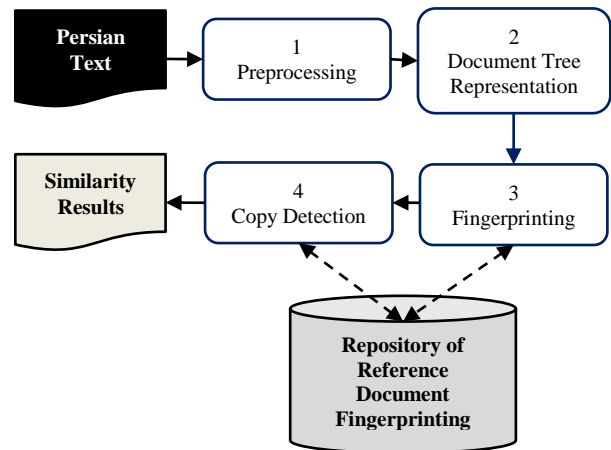 Persian
Text
1
Preprocessing
2
Document Tree
Representation
3
Fingerprinting
4
Copy Detection
Similarity
Results
Repository of
Reference
Document
Fingerprinting